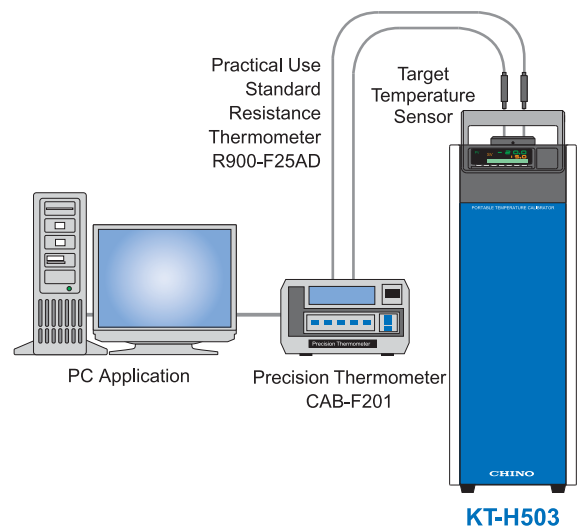 Practical Use
Standard
Resistance
Thermometer
R900-F25AD
Target
Temperature
Sensor
PORTABLE TEMPERATURE CALIBRATOR
PC Application
Precision Thermometer
Precision Thermometer
CAB-F201
CHINO
KT-H503